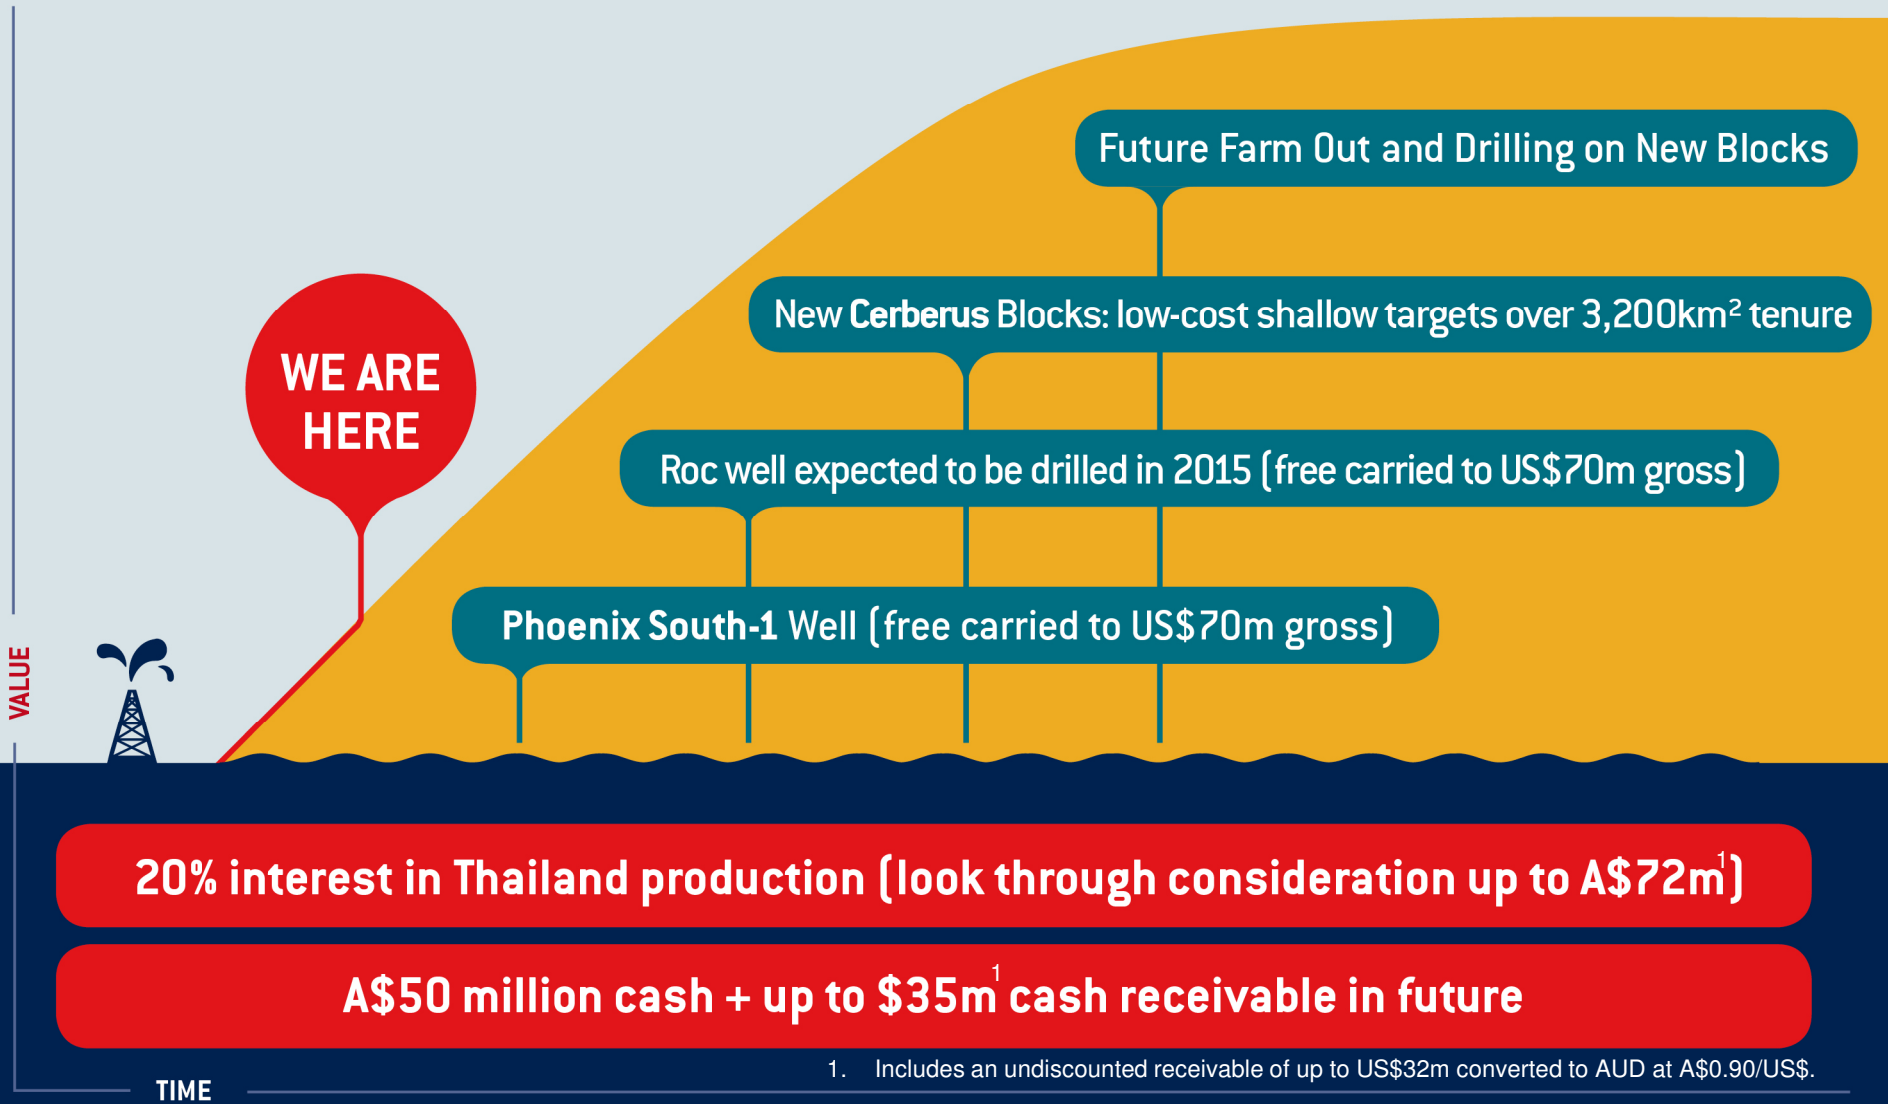 Future Farm Out and Drilling on New Blocks
New Cerberus Blocks: low-cost shallow targets over 3,200km² tenure
WE ARE
HERE
Roc well expected to be drilled in 2015 (free carried to US$70m gross)
Phoenix South-1 Well (free carried to US$70m gross)
VALUE
20% interest in Thailand production (look through consideration up to A$72m¹)
A$50 million cash + up to $35m¹ cash receivable in future
1. Includes an undiscounted receivable of up to US$32m converted to AUD at A$0.90/US$.
TIME